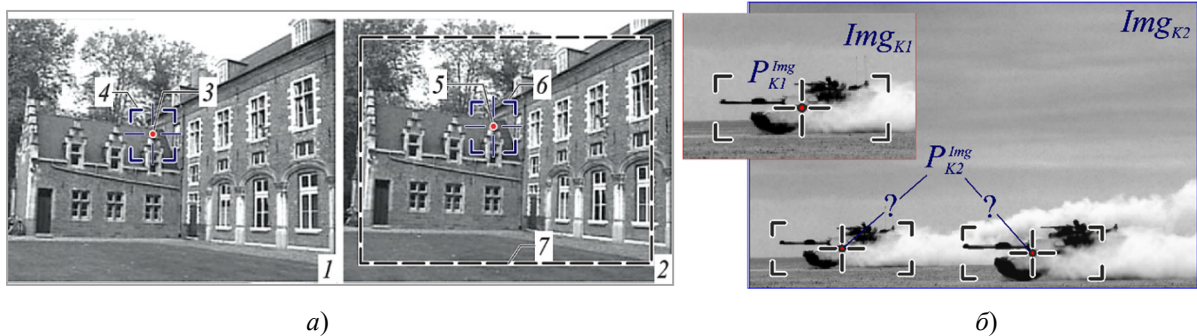 4
3
1
5
6
7
2
Img_K1
P_K1^Img
Img_K2
P_K2^Img
? ?
а) б)